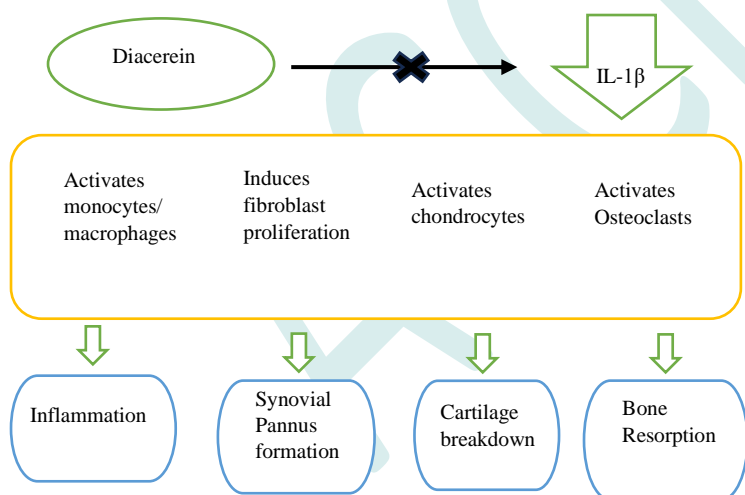 Diacerein
IL-1β
Activates
monocytes/
macrophages
Induces
fibroblast
proliferation
Activates
chondrocytes
Activates
Osteoclasts
Inflammation
Synovial
Pannus
formation
Cartilage
breakdown
Bone
Resorption